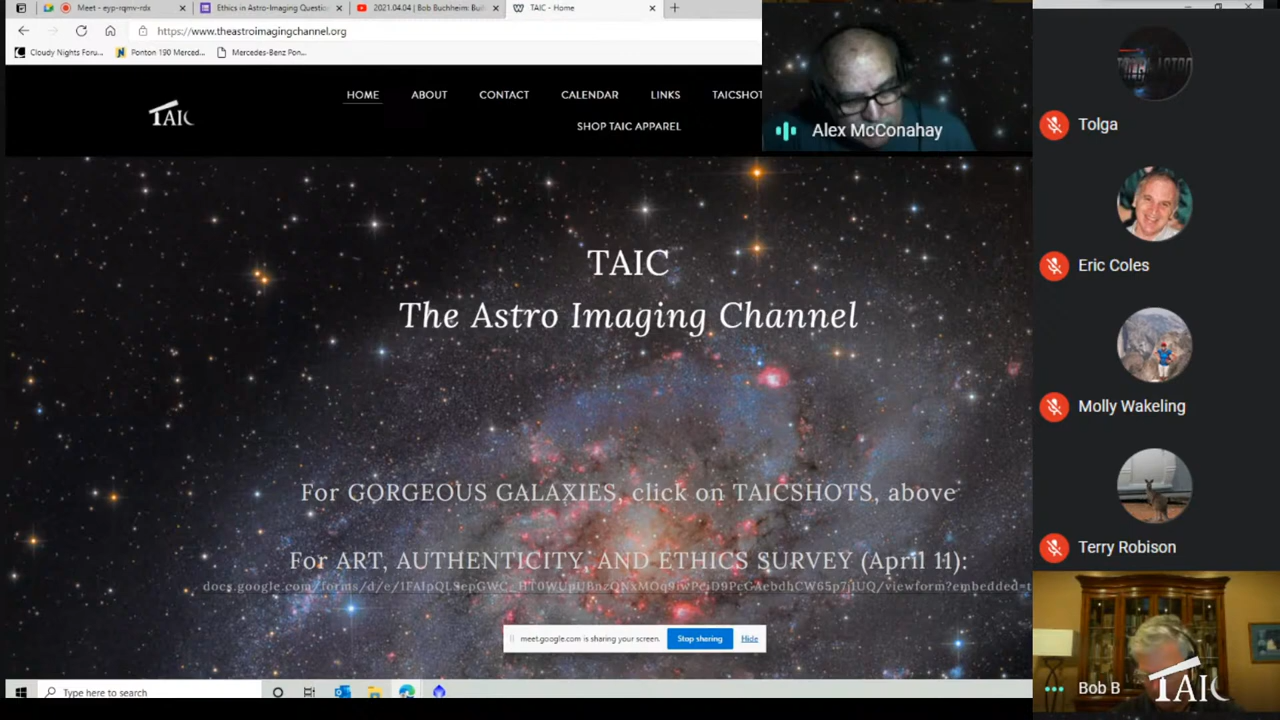 Meet - eyp-rqmv-rdx
Ethics in Astro-Imaging Question
2021.04.04 | Bob Buchheim: Buil
TAIC - Home
https://www.theastroimagingchannel.org
Cloudy Nights Foru...
Ponton 190 Merced...
Mercedes-Benz Pon...
TAIC
HOME
ABOUT
CONTACT
CALENDAR
LINKS
TAICSHOT
SHOP TAIC APPAREL
Alex McConahay
Tolga
Eric Coles
Molly Wakeling
Terry Robison
TAIC
The Astro Imaging Channel
For GORGEOUS GALAXIES, click on TAICSHOTS, above
For ART, AUTHENTICITY, AND ETHICS SURVEY (April 11):
meet.google.com is sharing your screen.
Stop sharing
Hide
Bob B
TAIC
Type here to search